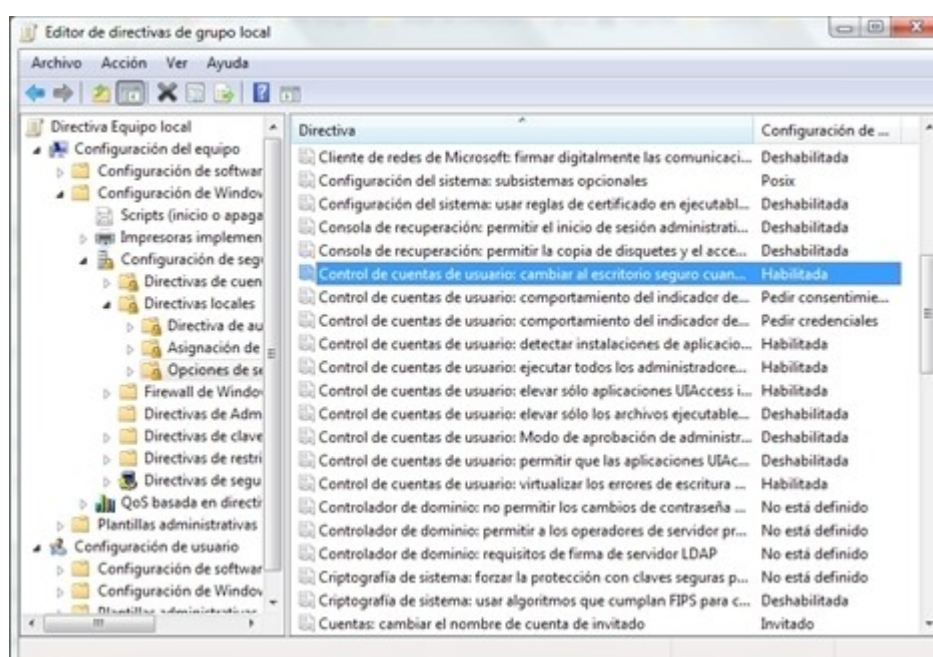 Editor de directivas de grupo local
Archivo Acción Ver Ayuda
Directiva Equipo local
Configuración del equipo
Configuración de softwar
Configuración de Window
Scripts (inicio o apaga
Impresoras implemen
Configuración de segu
Directivas de cuen
Directivas locales
Directiva de au
Asignación de
Opciones de se
Firewall de Window
Directivas de Adm
Directivas de clave
Directivas de restri
Directivas de segu
QoS basada en directiv
Plantillas administrativas
Configuración de usuario
Configuración de softwar
Configuración de Window
Plantillas administrativas
Directiva Configuración de ...
Cliente de redes de Microsoft: firmar digitalmente las comunicaci... Deshabilitada
Configuración del sistema: subsistemas opcionales Posix
Configuración del sistema: usar reglas de certificado en ejecutabl... Deshabilitada
Consola de recuperación: permitir el inicio de sesión administrati... Deshabilitada
Consola de recuperación: permitir la copia de disquetes y el acce... Deshabilitada
Control de cuentas de usuario: cambiar al escritorio seguro cuan... Habilitada
Control de cuentas de usuario: comportamiento del indicador de... Pedir consentimie...
Control de cuentas de usuario: comportamiento del indicador de... Pedir credenciales
Control de cuentas de usuario: detectar instalaciones de aplicacio... Habilitada
Control de cuentas de usuario: ejecutar todos los administradore... Habilitada
Control de cuentas de usuario: elevar sólo aplicaciones UIAccess i... Habilitada
Control de cuentas de usuario: elevar sólo los archivos ejecutable... Deshabilitada
Control de cuentas de usuario: Modo de aprobación de administr... Deshabilitada
Control de cuentas de usuario: permitir que las aplicaciones UIAc... Deshabilitada
Control de cuentas de usuario: virtualizar los errores de escritura ... Habilitada
Controlador de dominio: no permitir los cambios de contraseña ... No está definido
Controlador de dominio: permitir a los operadores de servidor pr... No está definido
Controlador de dominio: requisitos de firma de servidor LDAP No está definido
Criptografía de sistema: forzar la protección con claves seguras p... No está definido
Criptografía de sistema: usar algoritmos que cumplan FIPS para c... Deshabilitada
Cuentas: cambiar el nombre de cuenta de invitado Invitado